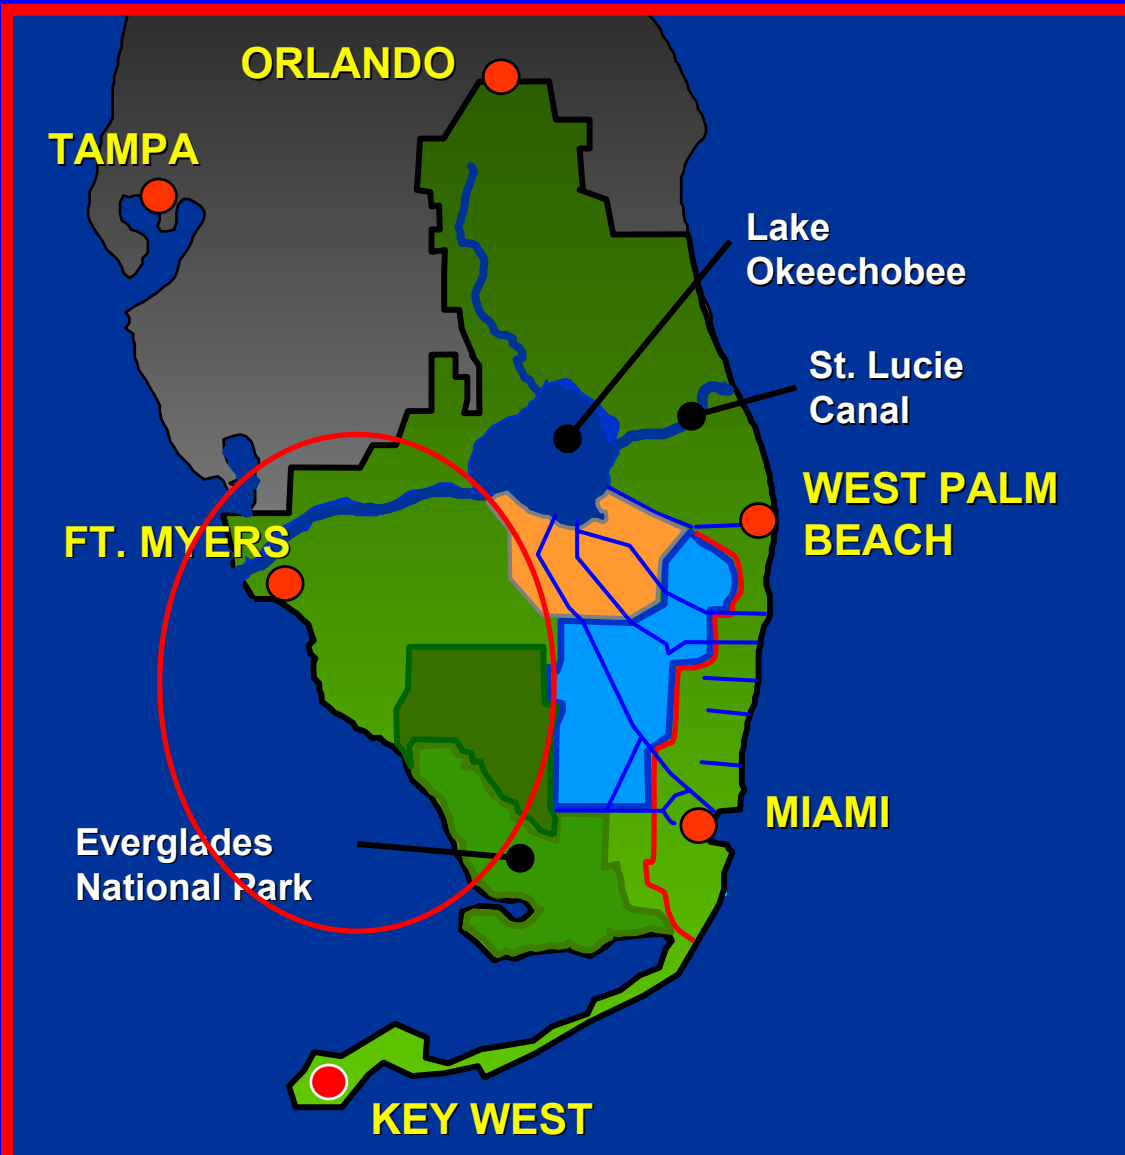 ORLANDO
TAMPA
Lake
Okeechobee
St. Lucie
Canal
WEST PALM
BEACH
FT. MYERS
MIAMI
Everglades
National Park
KEY WEST